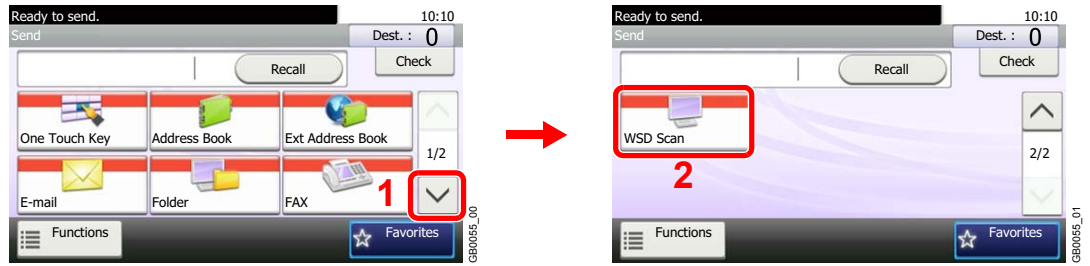 Ready to send.
10:10
Send
Dest. : 0
Recall
Check
One Touch Key
Address Book
Ext Address Book
1/2
E-mail
Folder
FAX
1
Functions
Favorites
GB0055_00
Ready to send.
10:10
Send
Dest. : 0
Recall
Check
WSD Scan
2
2/2
Functions
Favorites
GB0055_01